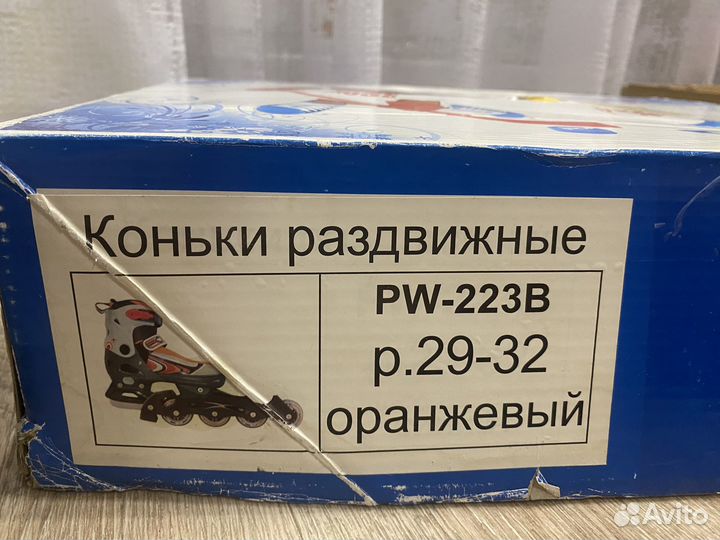 Коньки раздвижные
PW-223B
р.29-32
оранжевый
Avito